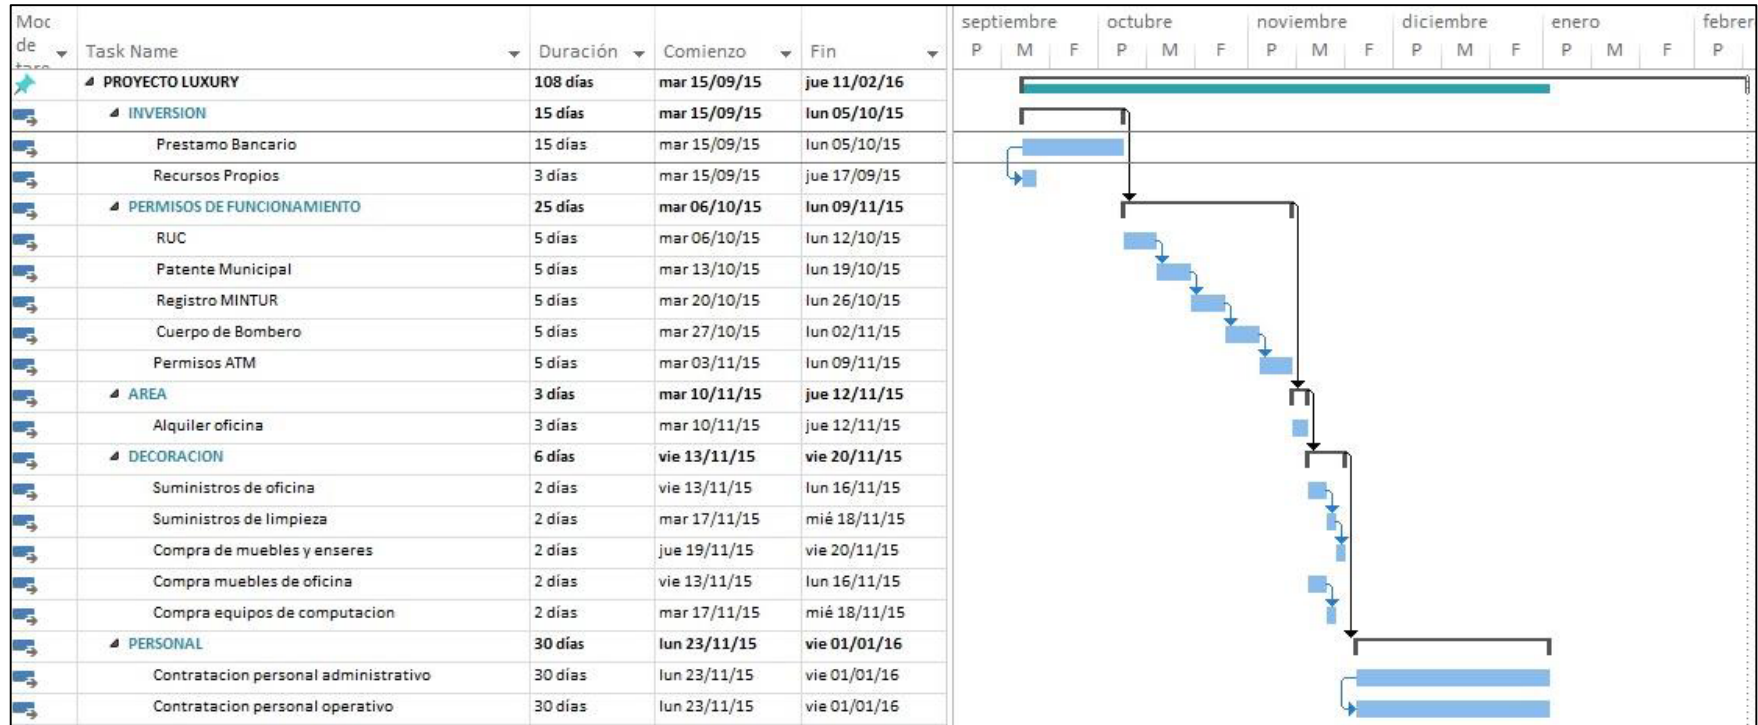 Moc
de
tare
Task Name Duración Comienzo Fin
septiembre octubre noviembre diciembre enero febrer
P M F P M F P M F P M F P M F P
PROYECTO LUXURY 108 días mar 15/09/15 jue 11/02/16
INVERSION 15 días mar 15/09/15 lun 05/10/15
Prestamo Bancario 15 días mar 15/09/15 lun 05/10/15
Recursos Propios 3 días mar 15/09/15 jue 17/09/15
PERMISOS DE FUNCIONAMIENTO 25 días mar 06/10/15 lun 09/11/15
RUC 5 días mar 06/10/15 lun 12/10/15
Patente Municipal 5 días mar 13/10/15 lun 19/10/15
Registro MINTUR 5 días mar 20/10/15 lun 26/10/15
Cuerpo de Bombero 5 días mar 27/10/15 lun 02/11/15
Permisos ATM 5 días mar 03/11/15 lun 09/11/15
AREA 3 días mar 10/11/15 jue 12/11/15
Alquiler oficina 3 días mar 10/11/15 jue 12/11/15
DECORACION 6 días vie 13/11/15 vie 20/11/15
Suministros de oficina 2 días vie 13/11/15 lun 16/11/15
Suministros de limpieza 2 días mar 17/11/15 mié 18/11/15
Compra de muebles y enseres 2 días jue 19/11/15 vie 20/11/15
Compra muebles de oficina 2 días vie 13/11/15 lun 16/11/15
Compra equipos de computacion 2 días mar 17/11/15 mié 18/11/15
PERSONAL 30 días lun 23/11/15 vie 01/01/16
Contratacion personal administrativo 30 días lun 23/11/15 vie 01/01/16
Contratacion personal operativo 30 días lun 23/11/15 vie 01/01/16